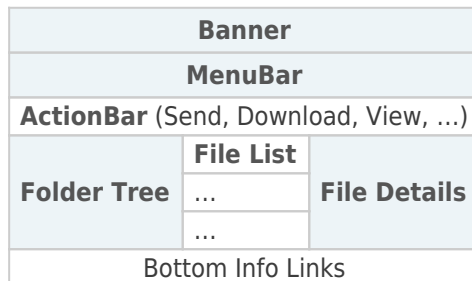 Banner
MenuBar
ActionBar (Send, Download, View, ...)
File List
Folder Tree
...
File Details
...
Bottom Info Links